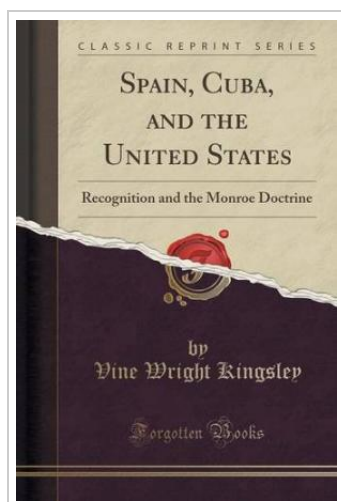 CLASSIC REPRINT SERIES
SPAIN, CUBA,
AND THE
UNITED STATES
Recognition and the Monroe Doctrine
by
Vine Wright Kingsley
Forgotten Books